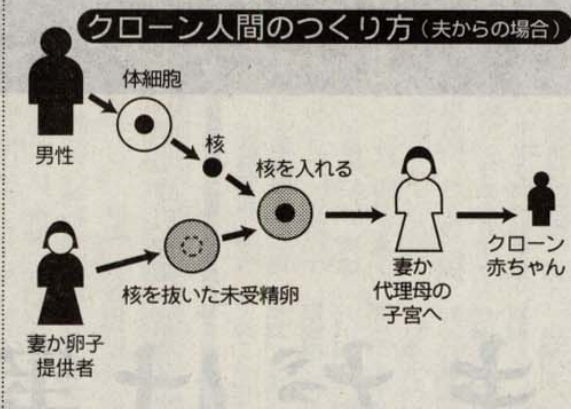 クローン人間のつくり方(夫からの場合)
体細胞
男性
核
核を入れる
核を抜いた未受精卵
妻か卵子
提供者
妻か
代理母の
子宮へ
クローン
赤ちゃん